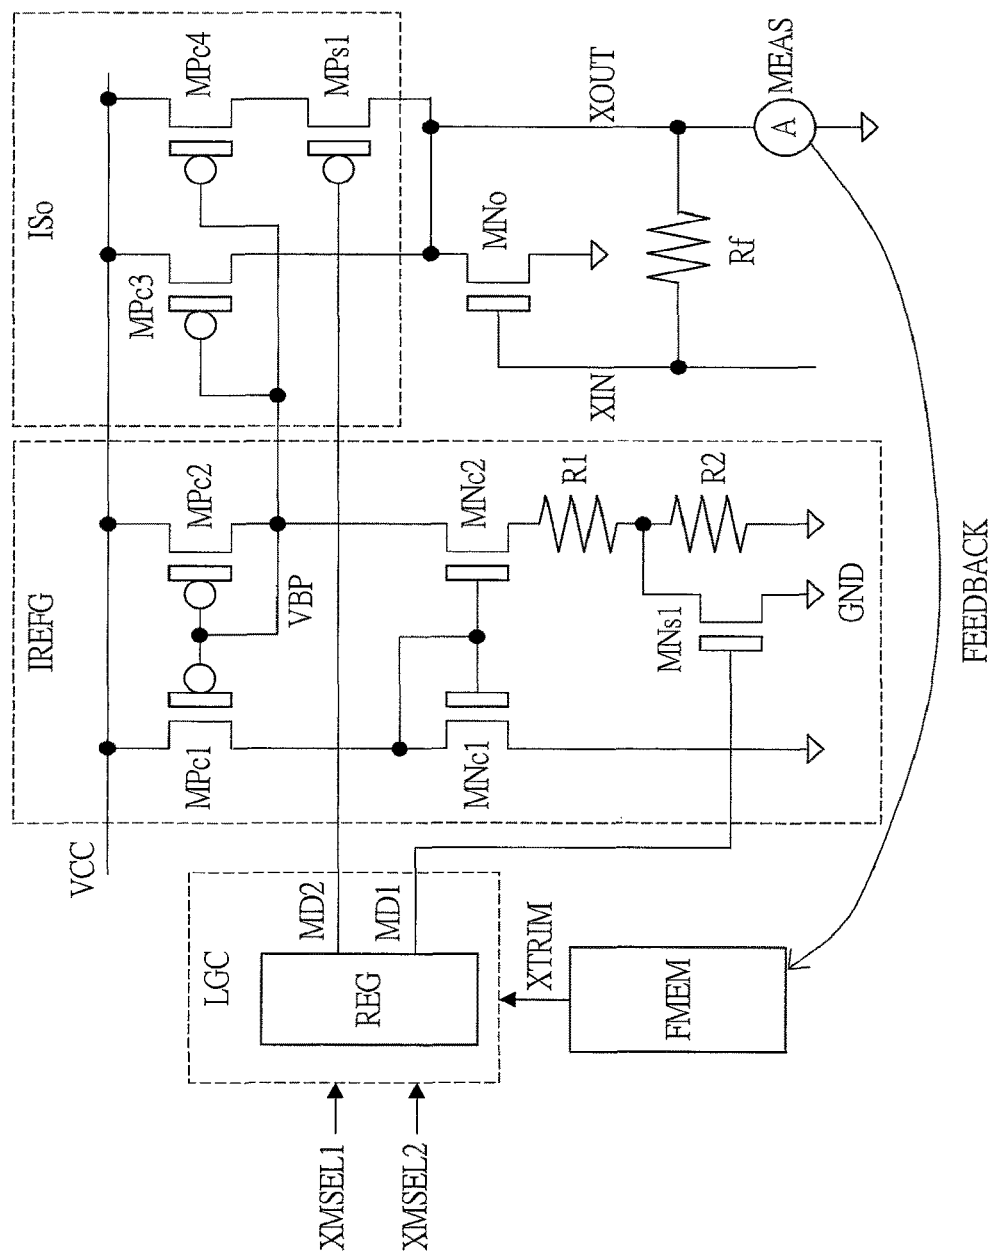 ISo
MPc4
MPs1
MPc3
XOUT
MEAS
A
MNo
Rf
XIN
IREFG
MPc2
VBP
MPc1
MNc2
MNc1
R1
R2
MNs1
GND
FEEDBACK
VCC
LGC
MD2
MD1
REG
XTRIM
FMEM
XMSEL1
XMSEL2